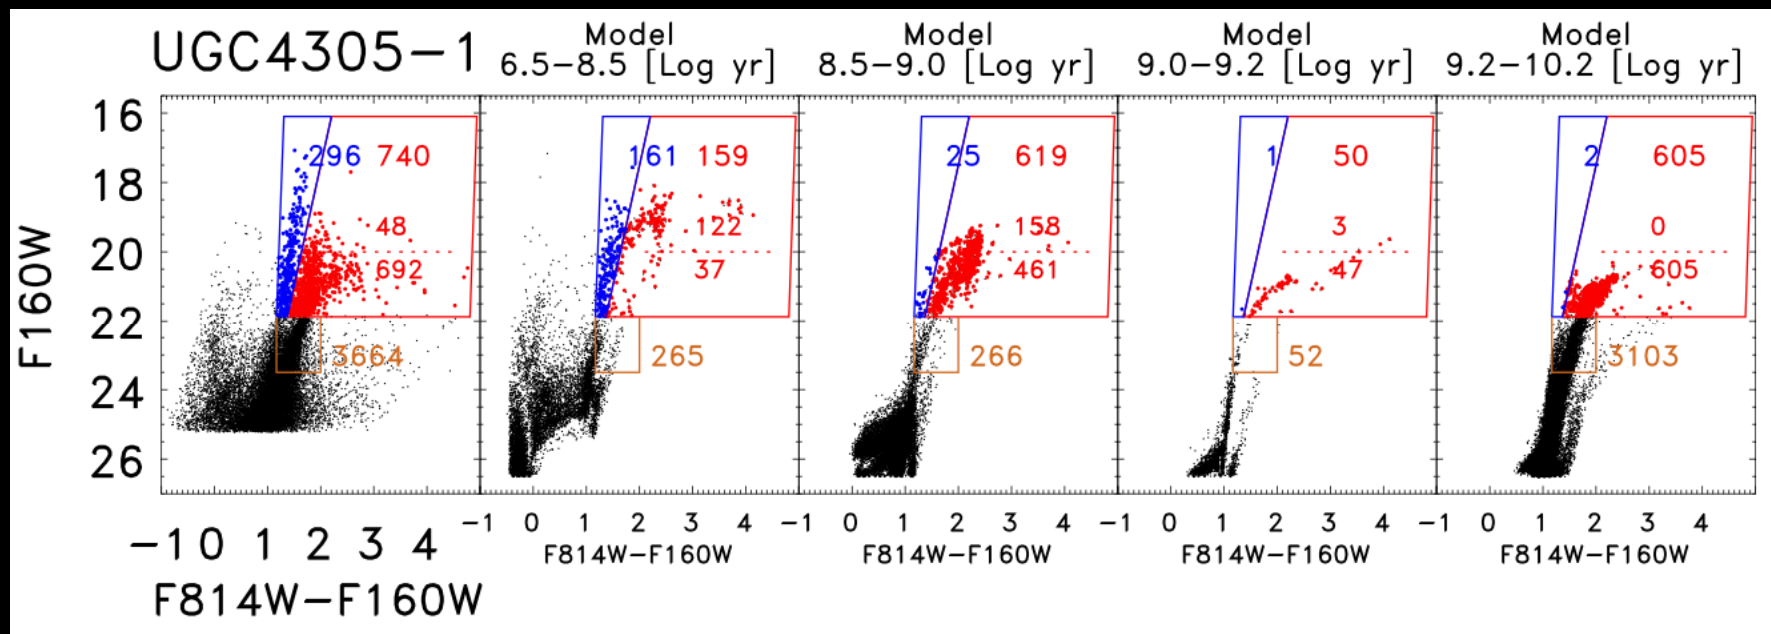 UGC4305-1
Model
6.5-8.5 [Log yr]
Model
8.5-9.0 [Log yr]
Model
9.0-9.2 [Log yr]
Model
9.2-10.2 [Log yr]
F160W
16
18
20
22
24
26
296 740
48
692
3664
161 159
122
37
265
25 619
158
461
266
1 50
3
47
52
2 605
0
605
3103
-1 0 1 2 3 4
F814W-F160W
-1 0 1 2 3 4
F814W-F160W
-1 0 1 2 3 4
F814W-F160W
-1 0 1 2 3 4
F814W-F160W
-1 0 1 2 3 4 5
F814W-F160W